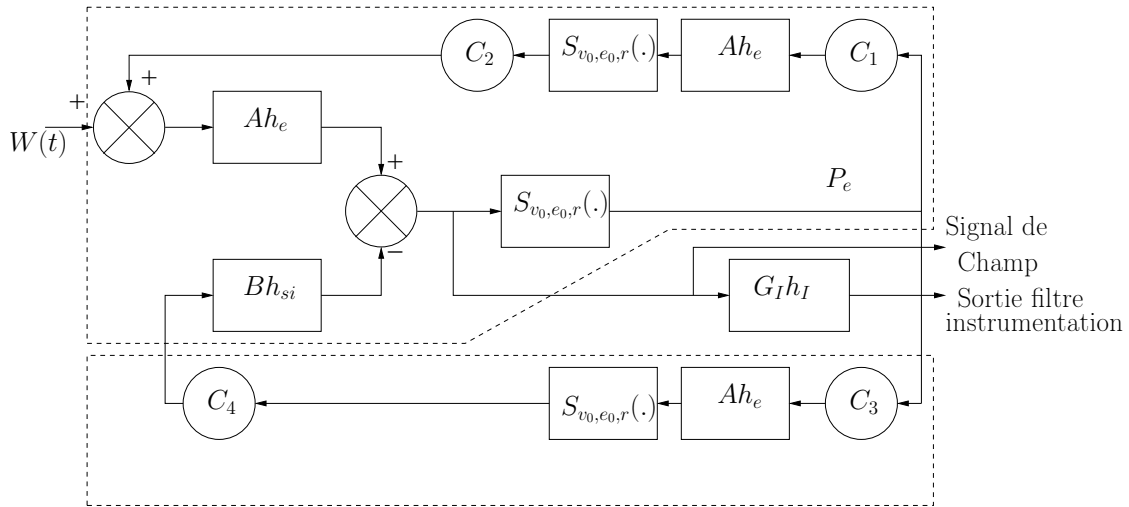 C_2 S_{v_0,e_0,r}(.) Ah_e C_1
+
+ Ah_e
W(t)
+
P_e
S_{v_0,e_0,r}(.)
Signal de
−
Champ
Bh_{si} G_I h_I
Sortie filtre
instrumentation
C_4 S_{v_0,e_0,r}(.) Ah_e C_3